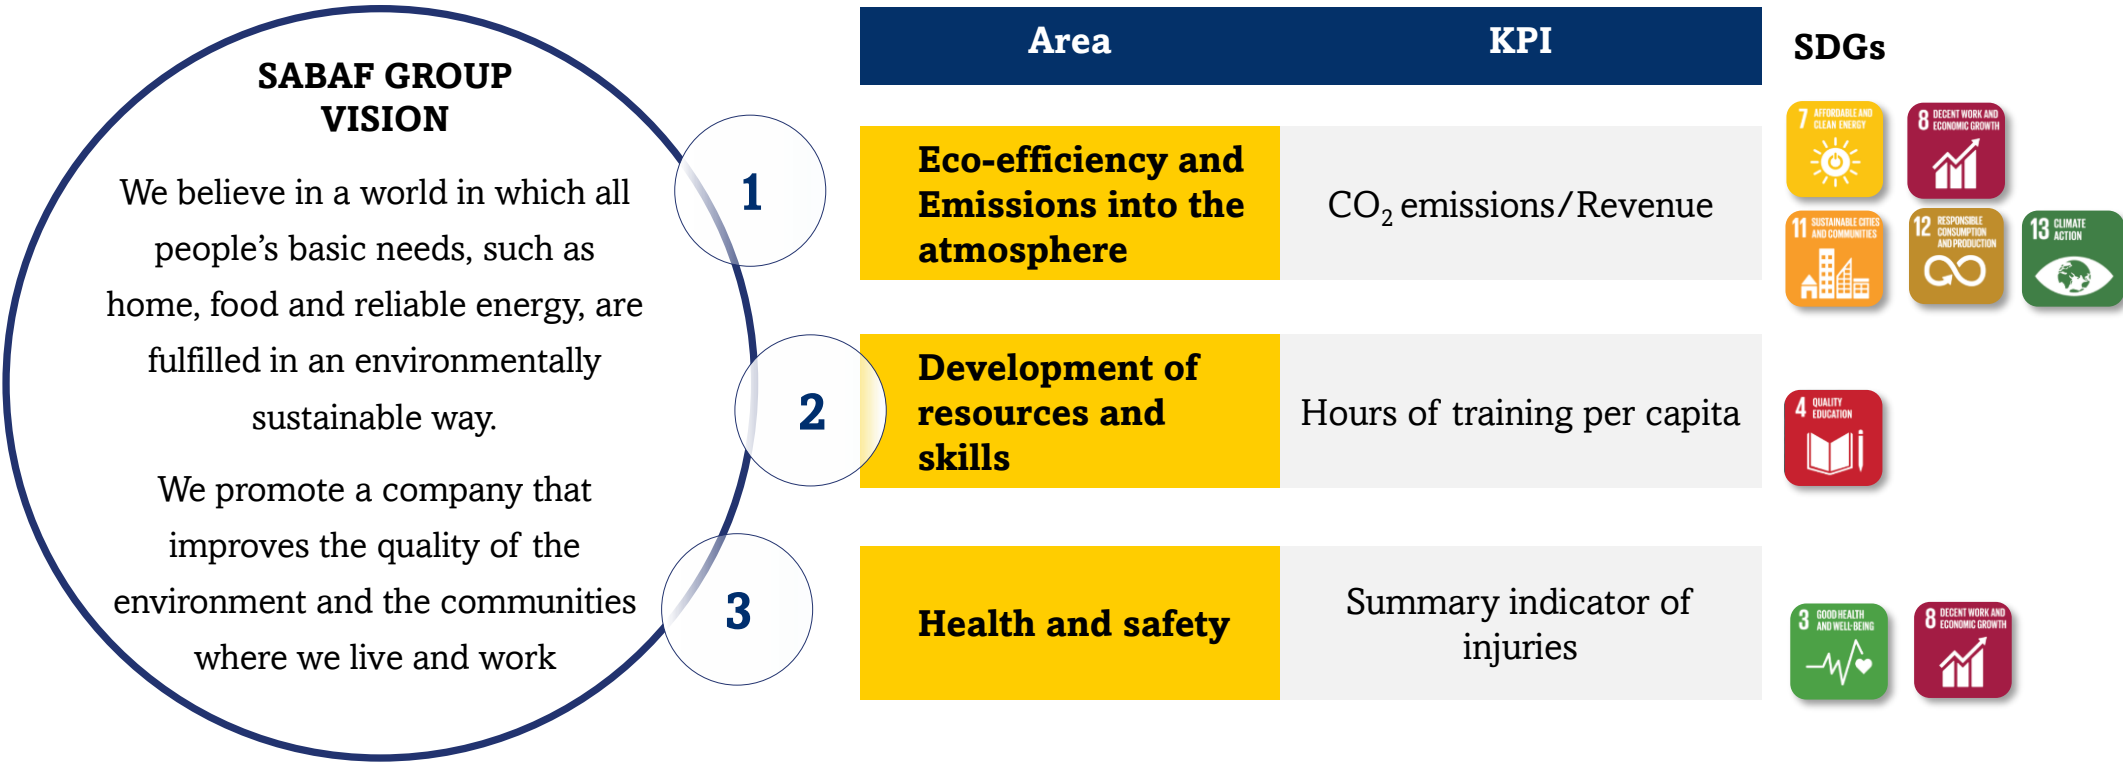 SABAF GROUP
VISION
We believe in a world in which all
people’s basic needs, such as
home, food and reliable energy, are
fulfilled in an environmentally
sustainable way.
We promote a company that
improves the quality of the
environment and the communities
where we live and work
Area
KPI
SDGs
1
Eco-efficiency and
Emissions into the
atmosphere
CO₂ emissions/Revenue
7 AFFORDABLE AND
CLEAN ENERGY
8 DECENT WORK AND
ECONOMIC GROWTH
11 SUSTAINABLE CITIES
AND COMMUNITIES
12 RESPONSIBLE
CONSUMPTION
AND PRODUCTION
13 CLIMATE
ACTION
2
Development of
resources and
skills
Hours of training per capita
4 QUALITY
EDUCATION
3
Health and safety
Summary indicator of
injuries
3 GOOD HEALTH
AND WELL-BEING
8 DECENT WORK AND
ECONOMIC GROWTH